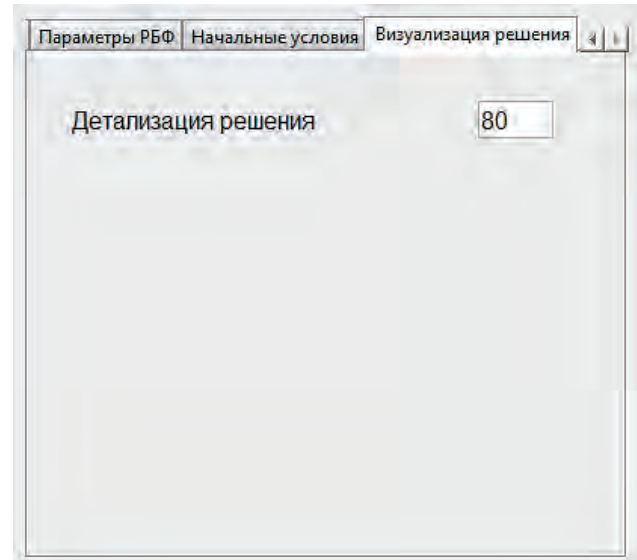 Параметры РБФ Начальные условия Визуализация решения
Детализация решения 80